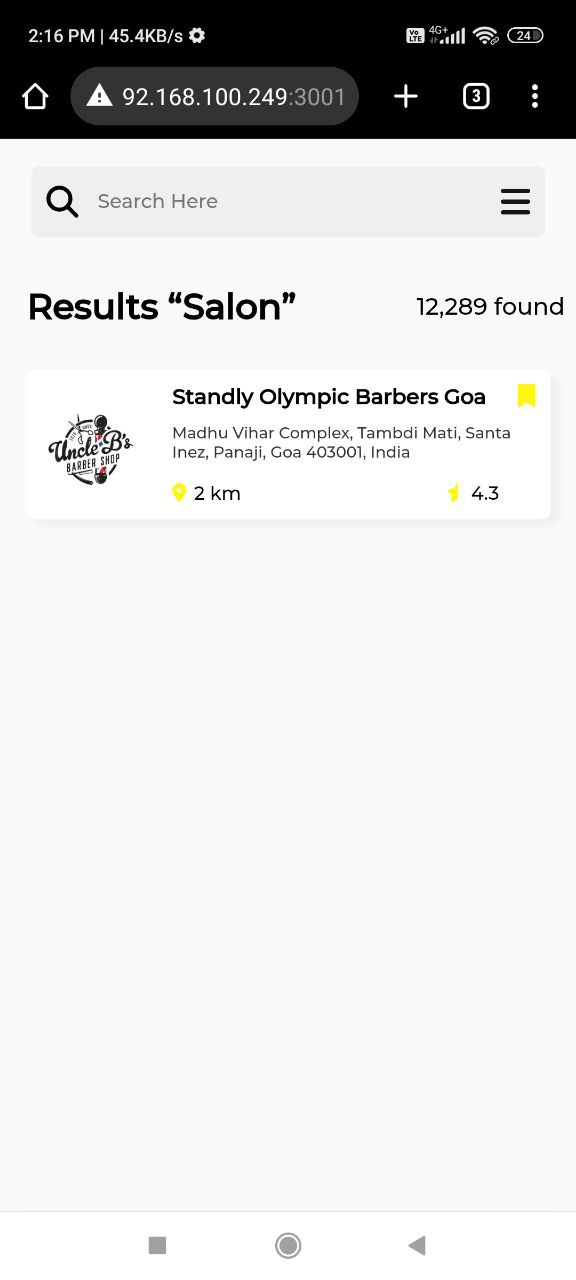 2:16 PM | 45.4KB/s
Vo LTE 4G+ 24
92.168.100.249:3001
3
Search Here
Results “Salon”
12,289 found
Standly Olympic Barbers Goa
Madhu Vihar Complex, Tambdi Mati, Santa
Inez, Panaji, Goa 403001, India
Uncle B's
BARBER SHOP
2 km
4.3